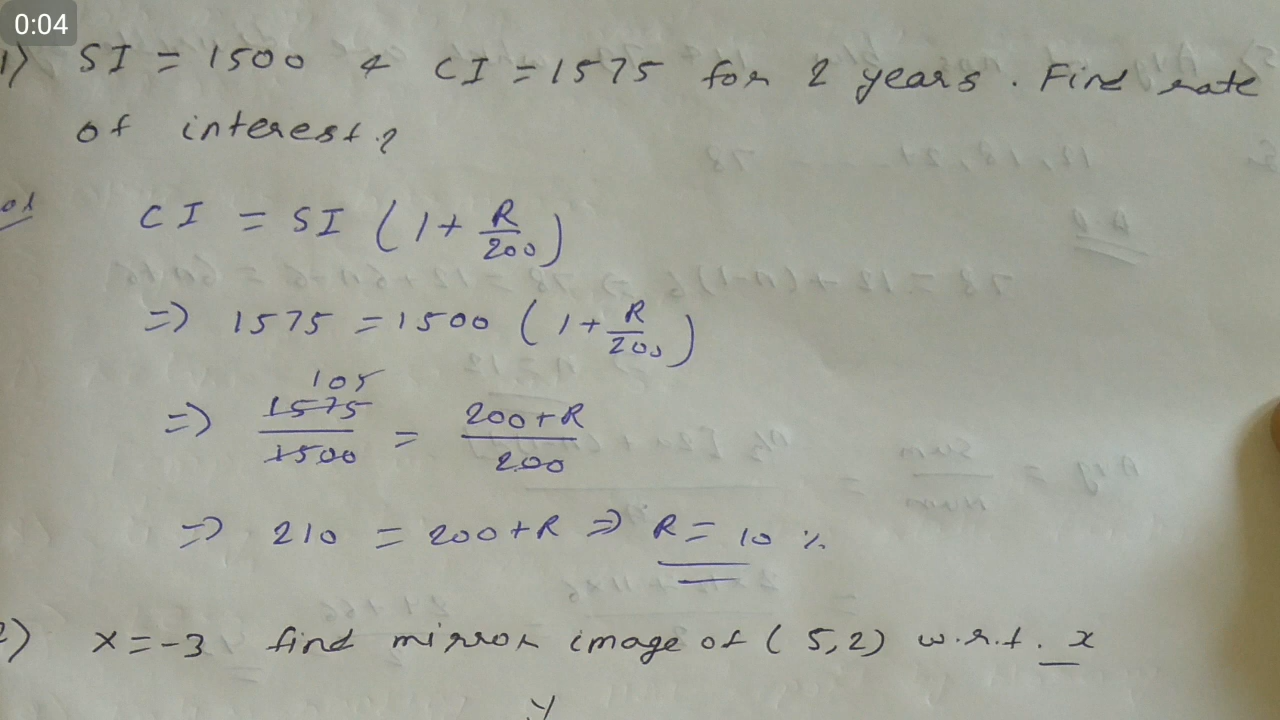 0:04
1) SI = 1500 & CI = 1575 for 2 years. Find rate
of interest?
CI = SI (1 + R/200)
=> 1575 = 1500 (1 + R/200)
105
=> 1575/1500 = 200+R/200
=> 210 = 200+R => R = 10 %
2) x = -3 find mirror image of (5,2) w.r.t. x
y